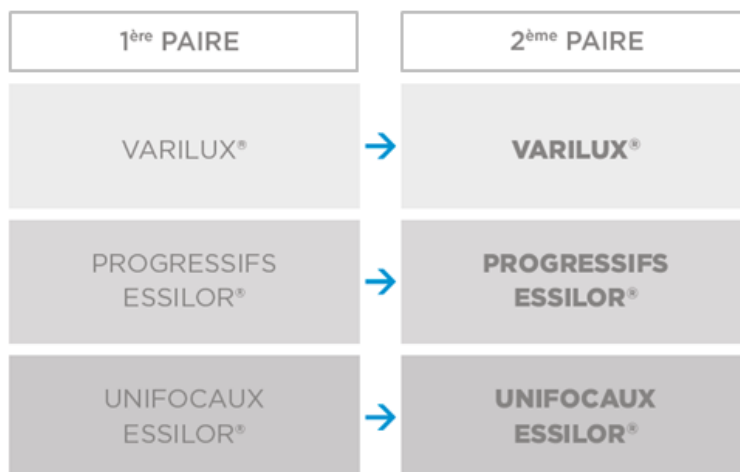 1ère PAIRE
2ème PAIRE
VARILUX®
VARILUX®
PROGRESSIFS
ESSILOR®
PROGRESSIFS
ESSILOR®
UNIFOCAUX
ESSILOR®
UNIFOCAUX
ESSILOR®